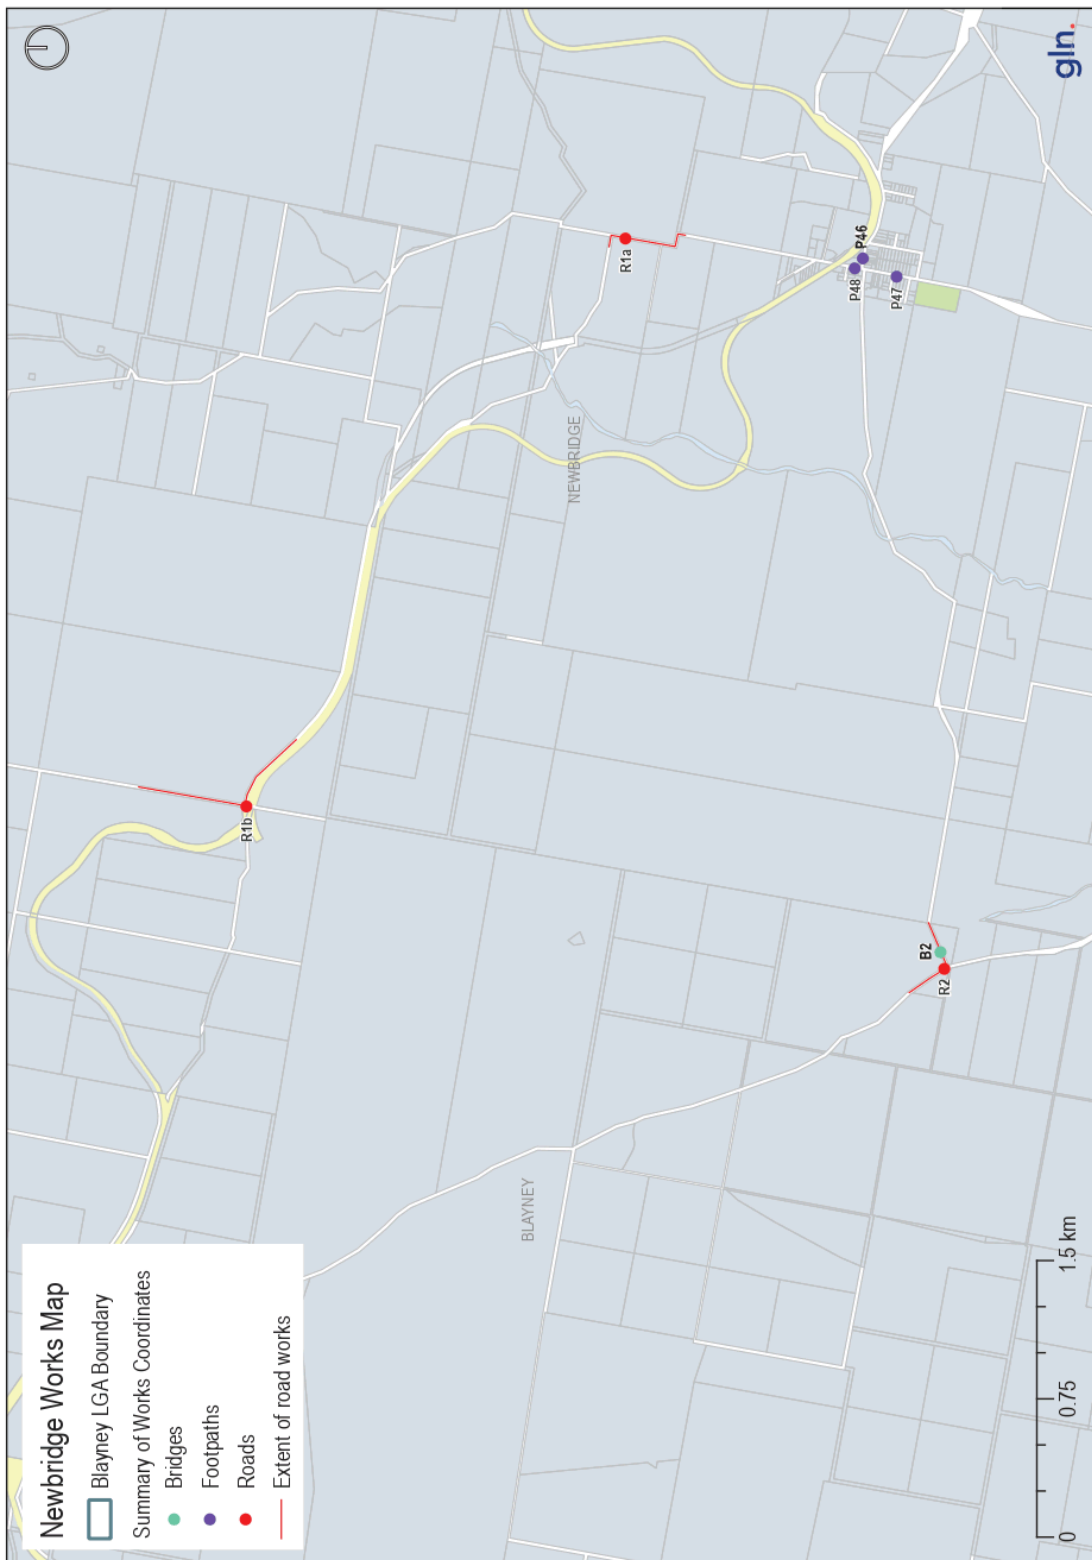 Newbridge Works Map
Blayney LGA Boundary
Summary of Works Coordinates
Bridges
Footpaths
Roads
Extent of road works
R1b
R1a
NEWBRIDGE
BLAYNEY
P46
P48
P47
B2
R2
0 0.75 1.5 km
gln.